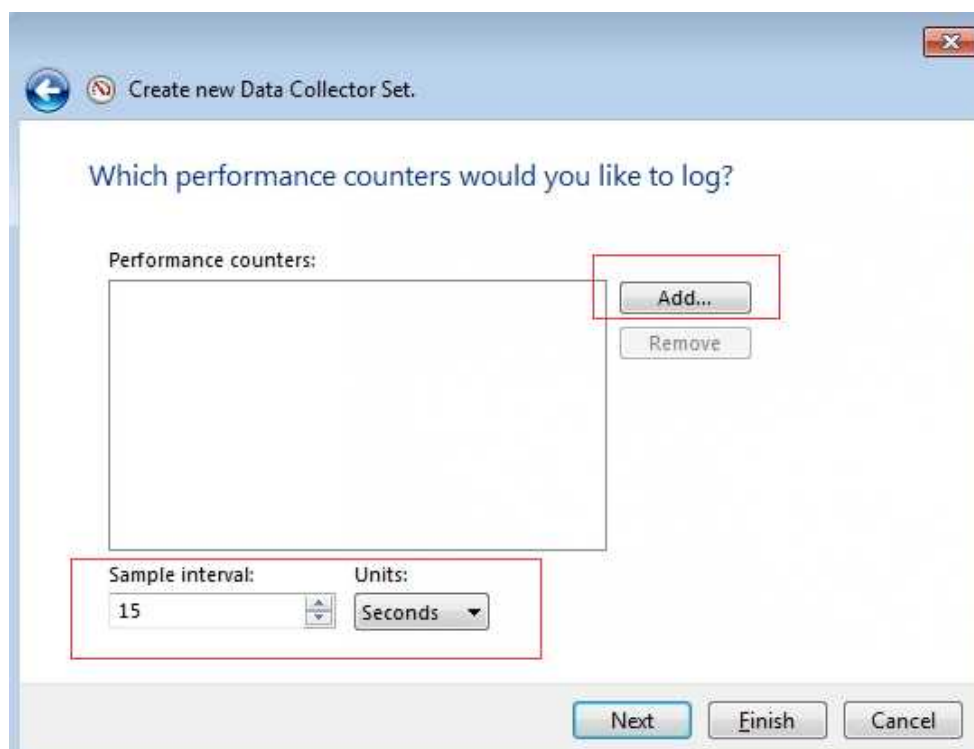 Create new Data Collector Set.
Which performance counters would you like to log?
Performance counters:
Add...
Remove
Sample interval:
Units:
15
Seconds
Next
Finish
Cancel